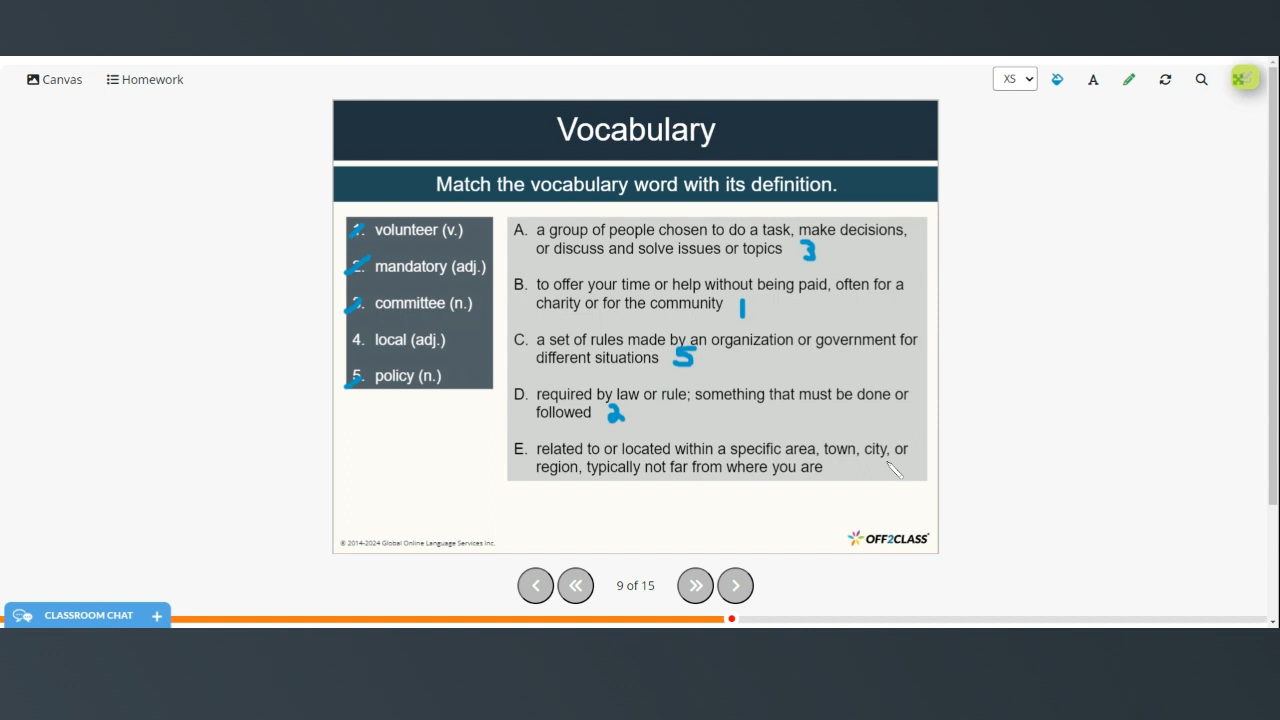 Canvas
Homework
XS
A
Vocabulary
Match the vocabulary word with its definition.
1. volunteer (v.)
2. mandatory (adj.)
3. committee (n.)
4. local (adj.)
5. policy (n.)
A. a group of people chosen to do a task, make decisions,
or discuss and solve issues or topics 3
B. to offer your time or help without being paid, often for a
charity or for the community 1
C. a set of rules made by an organization or government for
different situations 5
D. required by law or rule; something that must be done or
followed 2
E. related to or located within a specific area, town, city, or
region, typically not far from where you are
© 2014-2024 Global Online Language Services Inc.
OFF2CLASS
9 of 15
CLASSROOM CHAT +